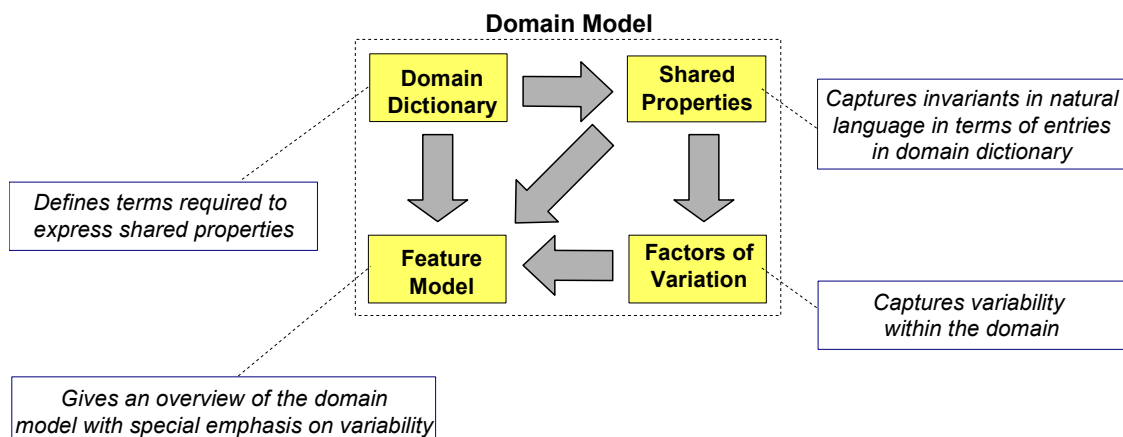 Domain Model
Domain
Dictionary
Shared
Properties
Captures invariants in natural
language in terms of entries
in domain dictionary
Defines terms required to
express shared properties
Feature
Model
Factors of
Variation
Captures variability
within the domain
Gives an overview of the domain
model with special emphasis on variability